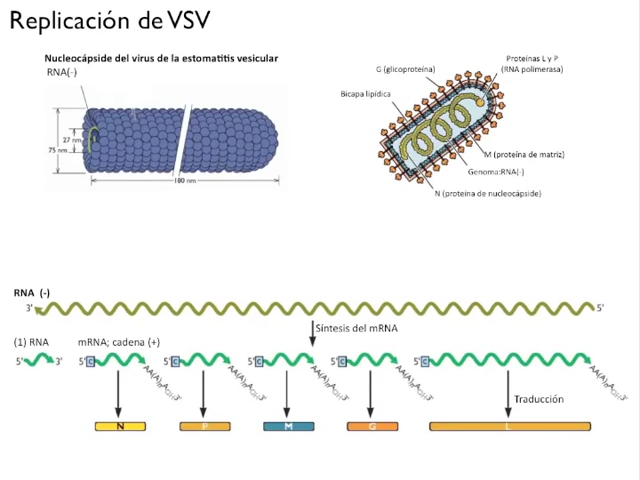 Replicación de VSV
Nucleocápside del virus de la estomatitis vesicular
RNA(-)
27 nm
75 nm
180 nm
Proteínas L y P
(RNA polimerasa)
G (glicoproteína)
Bicapa lipídica
M (proteína de matriz)
Genoma:RNA(-)
N (proteína de nucleocápside)
RNA (-)
3' 5'
Síntesis del mRNA
(1) RNA mRNA; cadena (+)
5' 3' 5' C 5' C 5' C 5' C 5' C
Traducción
N P M G L